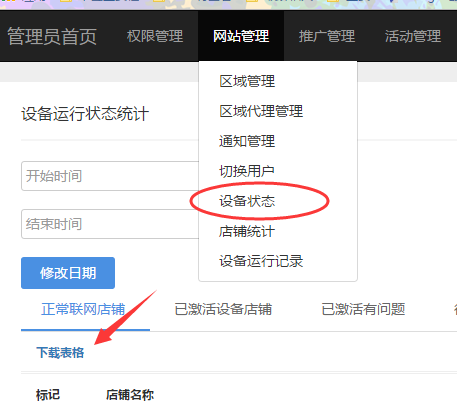 管理员首页 权限管理 网站管理 推广管理 活动管理
区域管理
区域代理管理
通知管理
切换用户
设备状态
店铺统计
设备运行记录
设备运行状态统计
开始时间
结束时间
修改日期
正常联网店铺 已激活设备店铺 已激活有问题
下载表格
标记 店铺名称